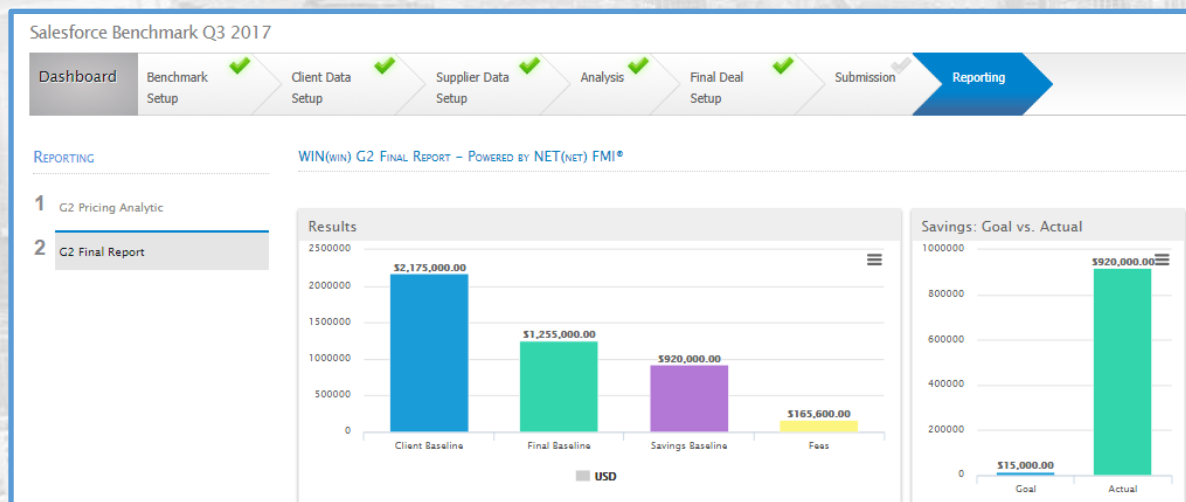 Salesforce Benchmark Q3 2017
Dashboard
Benchmark
Setup
Client Data
Setup
Supplier Data
Setup
Analysis
Final Deal
Setup
Submission
Reporting
Reporting
1 G2 Pricing Analytic
2 G2 Final Report
WIN(win) G2 Final Report – Powered by NET(net) FMI®
Results
2500000
2000000
1500000
1000000
500000
0
$2,175,000.00
$1,255,000.00
$920,000.00
$165,600.00
Client Baseline
Final Baseline
Savings Baseline
Fees
USD
Savings: Goal vs. Actual
1000000
800000
600000
400000
200000
0
$920,000.00
$15,000.00
Goal
Actual